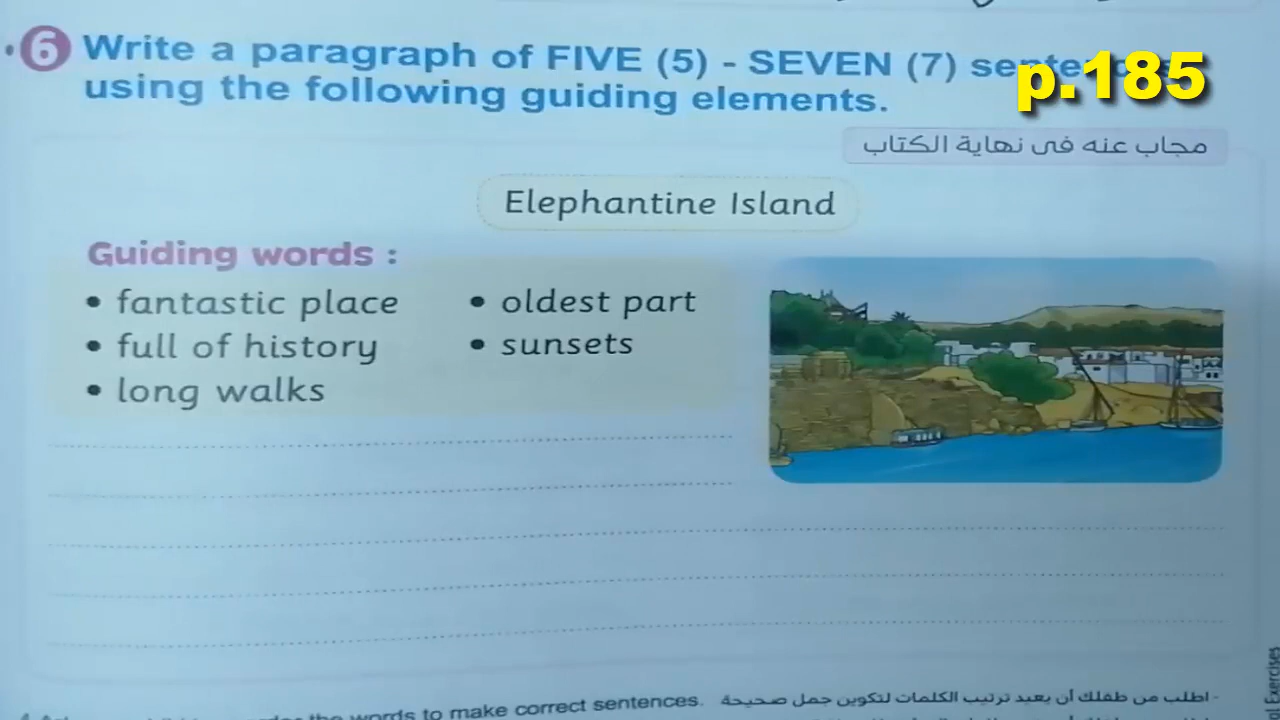 6 Write a paragraph of FIVE (5) - SEVEN (7)
p.185
using the following guiding elements.
مجاب عنه فى نهاية الكتاب
Elephantine Island
Guiding words :
• fantastic place
• oldest part
• full of history
• sunsets
• long walks
the words to make correct sentences.
- اطلب من طفلك أن يعيد ترتيب الكلمات لتكوين جمل صحيحة
Exercises